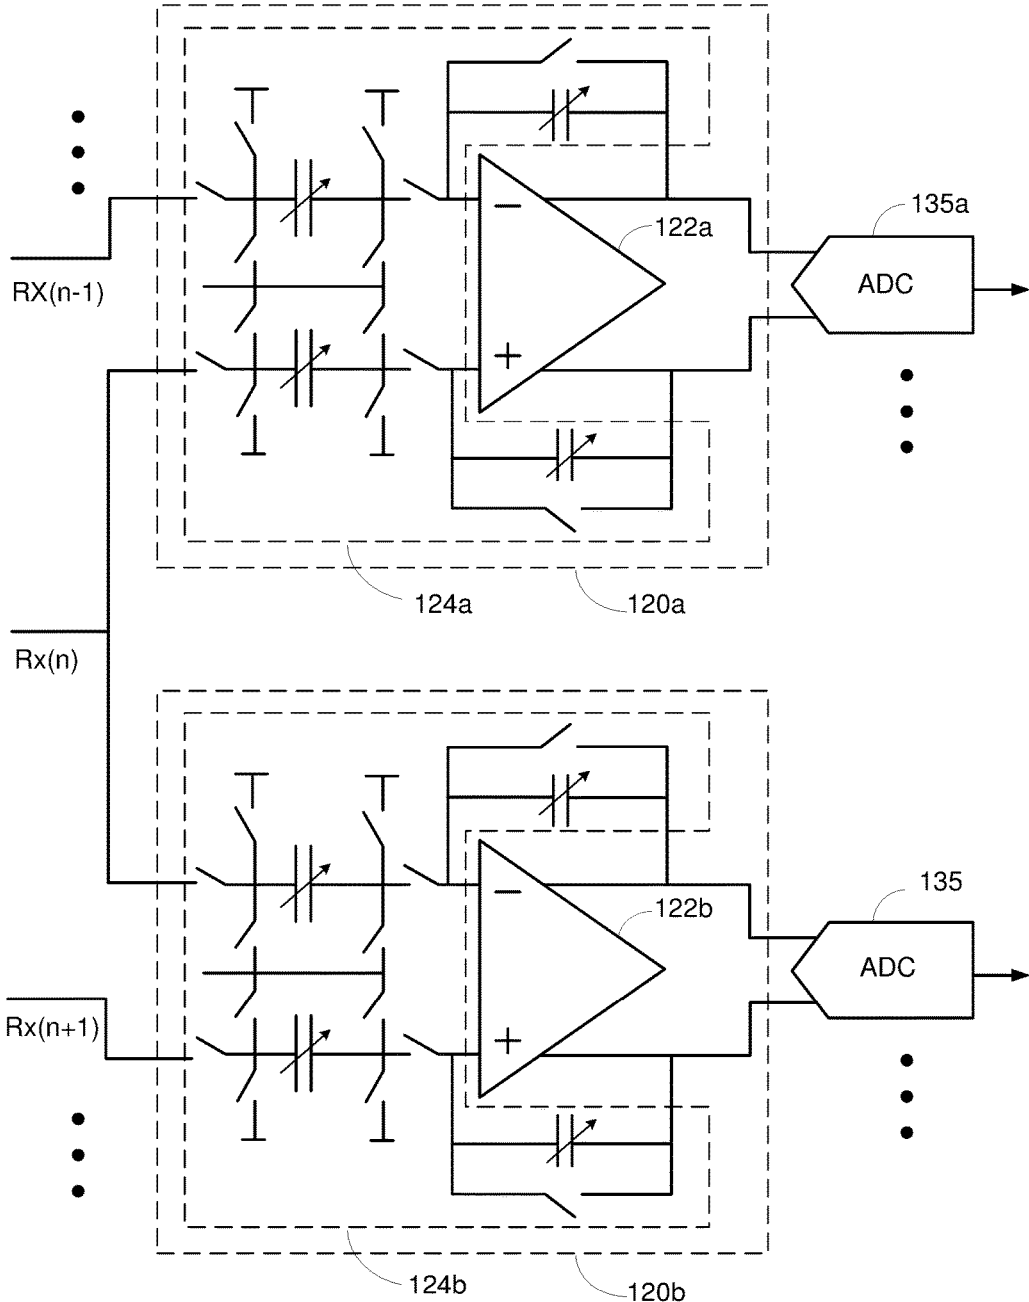 RX(n-1)
−
122a
135a
ADC
+
124a
120a
Rx(n)
−
122b
135
ADC
Rx(n+1)
+
124b
120b